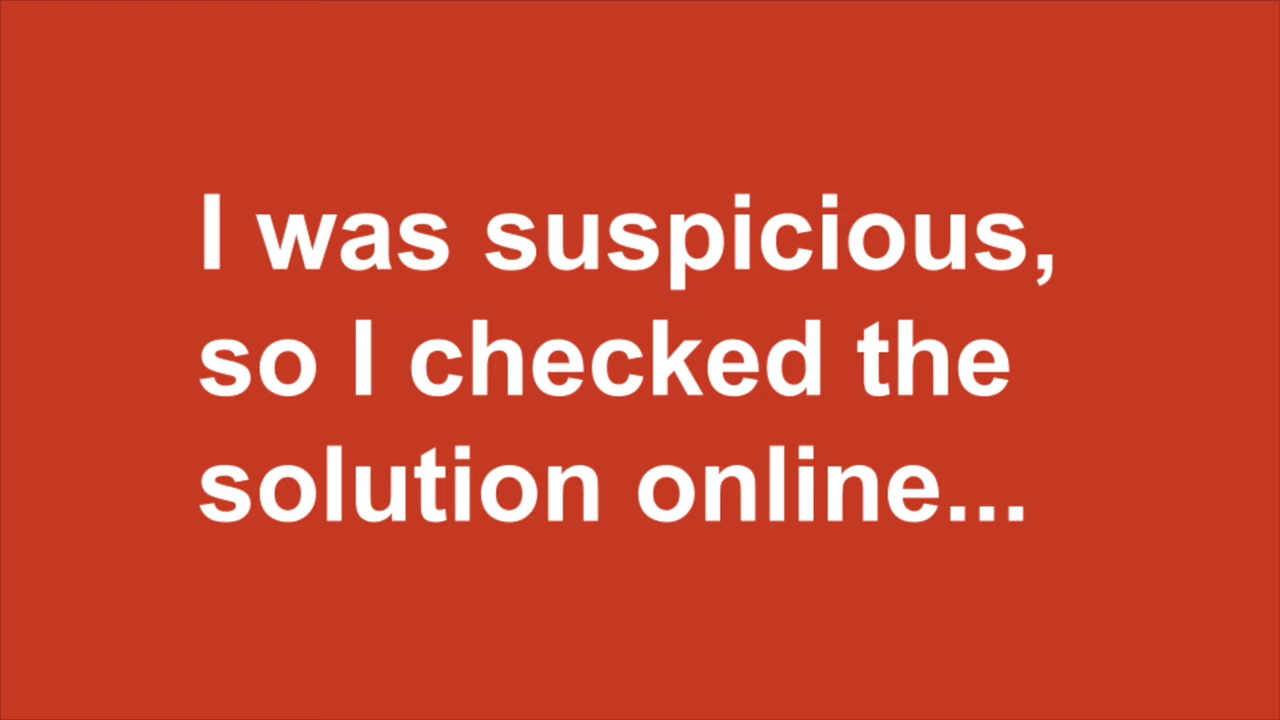 I was suspicious,
so I checked the
solution online...